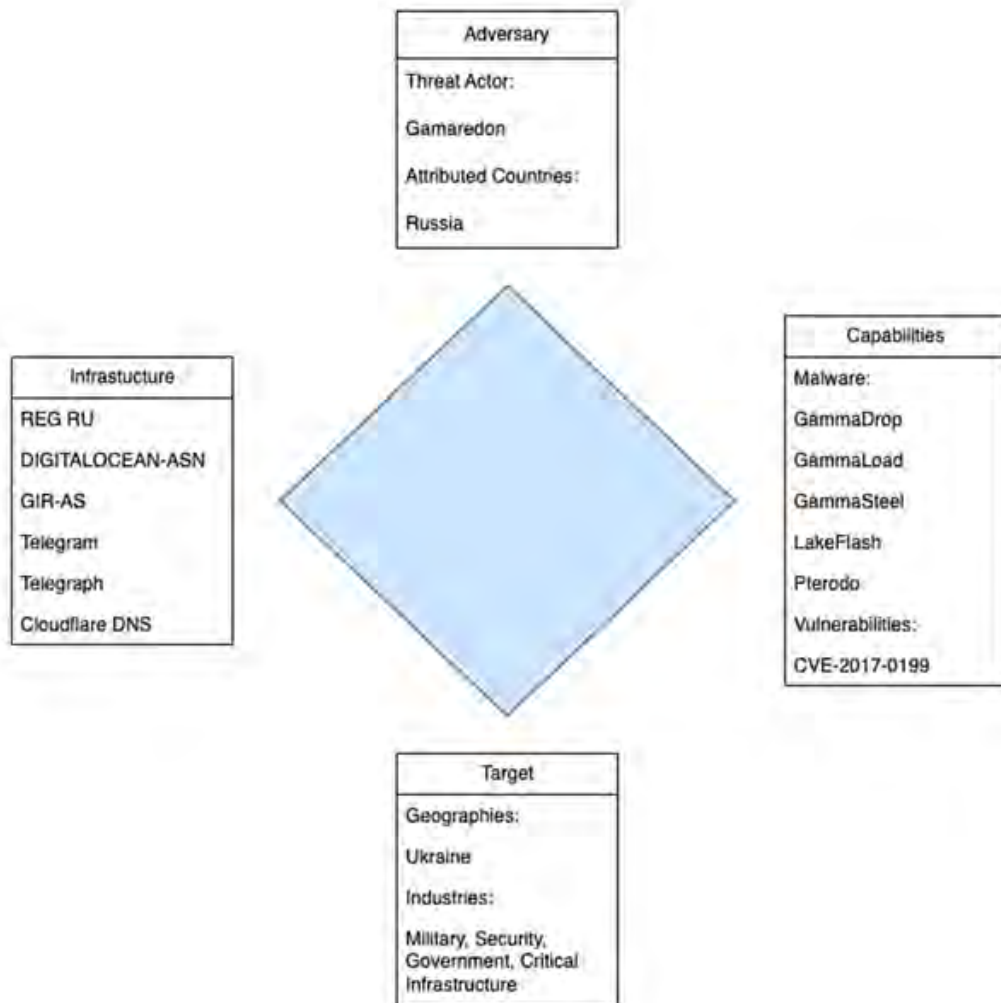 Adversary
Threat Actor:
Gamaredon
Attributed Countries:
Russia
Infrastucture
REG RU
DIGITALOCEAN-ASN
GIR-AS
Telegram
Telegraph
Cloudflare DNS
Capabilities
Malware:
GammaDrop
GammaLoad
GammaSteel
LakeFlash
Pterodo
Vulnerabilities:
CVE-2017-0199
Target
Geographies:
Ukraine
Industries:
Military, Security,
Government, Critical
Infrastructure